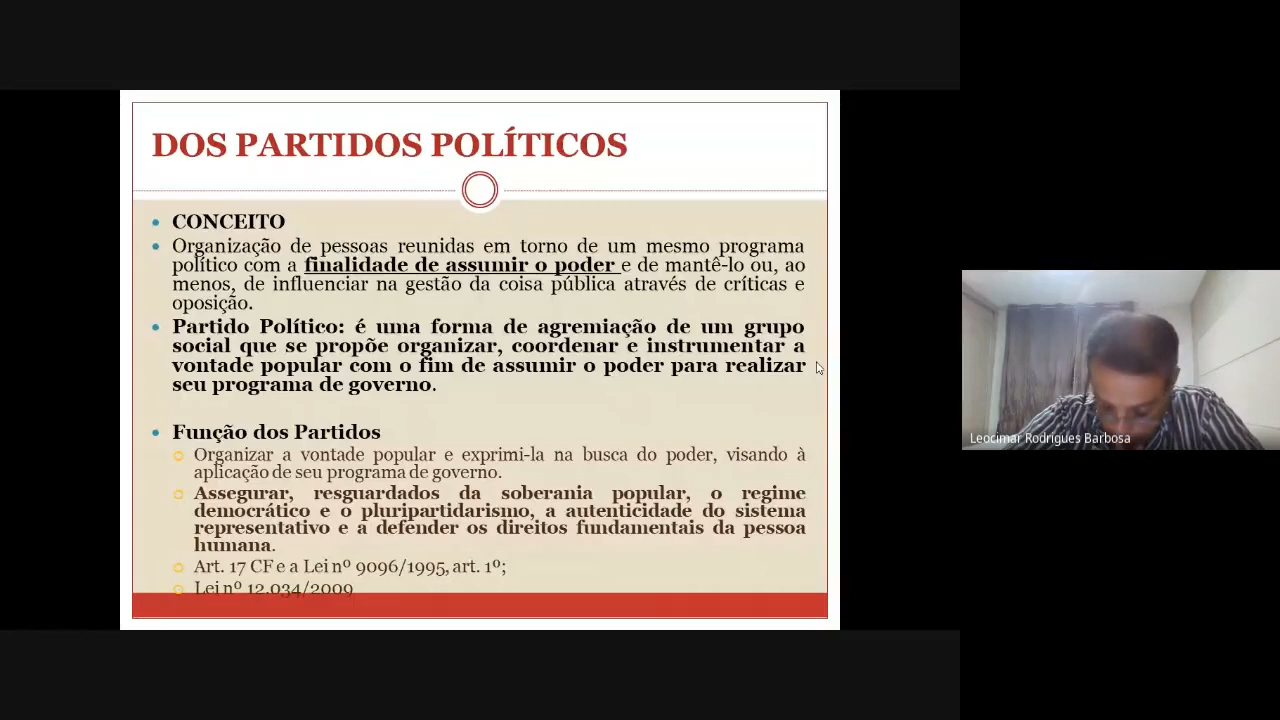 DOS PARTIDOS POLÍTICOS
CONCEITO
Organização de pessoas reunidas em torno de um mesmo programa
político com a finalidade de assumir o poder e de mantê-lo ou, ao
menos, de influenciar na gestão da coisa pública através de críticas e
oposição.
Partido Político: é uma forma de agremiação de um grupo
social que se propõe organizar, coordenar e instrumentar a
vontade popular com o fim de assumir o poder para realizar
seu programa de governo.
Função dos Partidos
Organizar a vontade popular e exprimi-la na busca do poder, visando à
aplicação de seu programa de governo.
Assegurar, resguardados da soberania popular, o regime
democrático e o pluripartidarismo, a autenticidade do sistema
representativo e a defender os direitos fundamentais da pessoa
humana.
Art. 17 CF e a Lei nº 9096/1995, art. 1º;
Lei nº 12.034/2009
Leocimar Rodrigues Barbosa